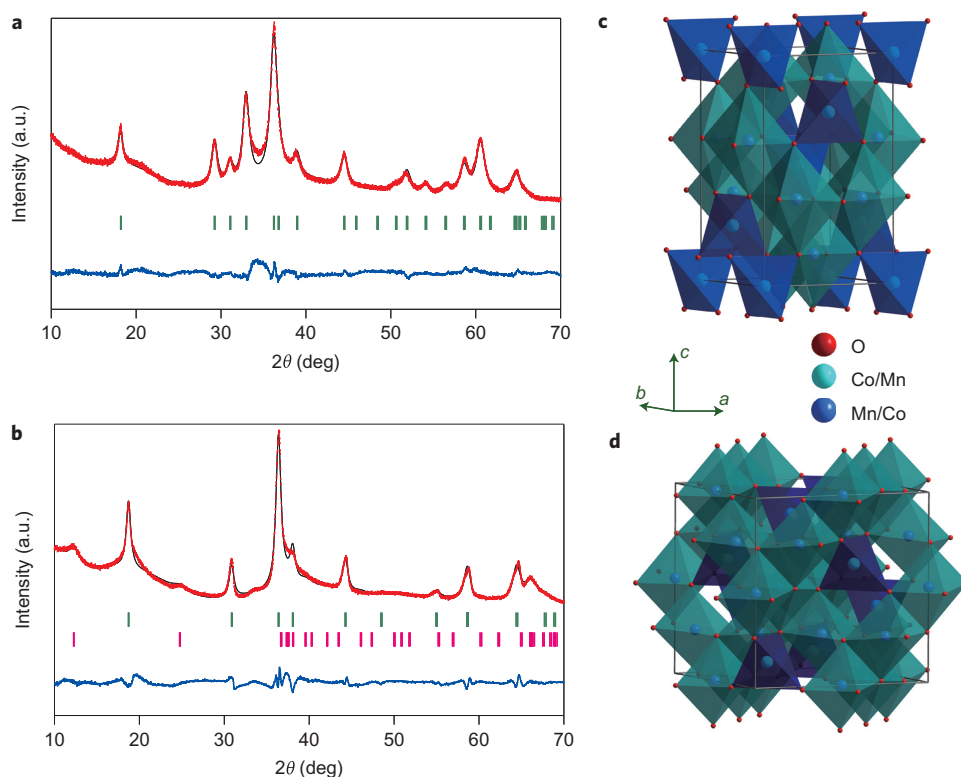 a
Intensity (a.u.)
10 20 30 40 50 60 70
2θ (deg)
b
Intensity (a.u.)
10 20 30 40 50 60 70
2θ (deg)
c
O
Co/Mn
Mn/Co
c
b
a
d